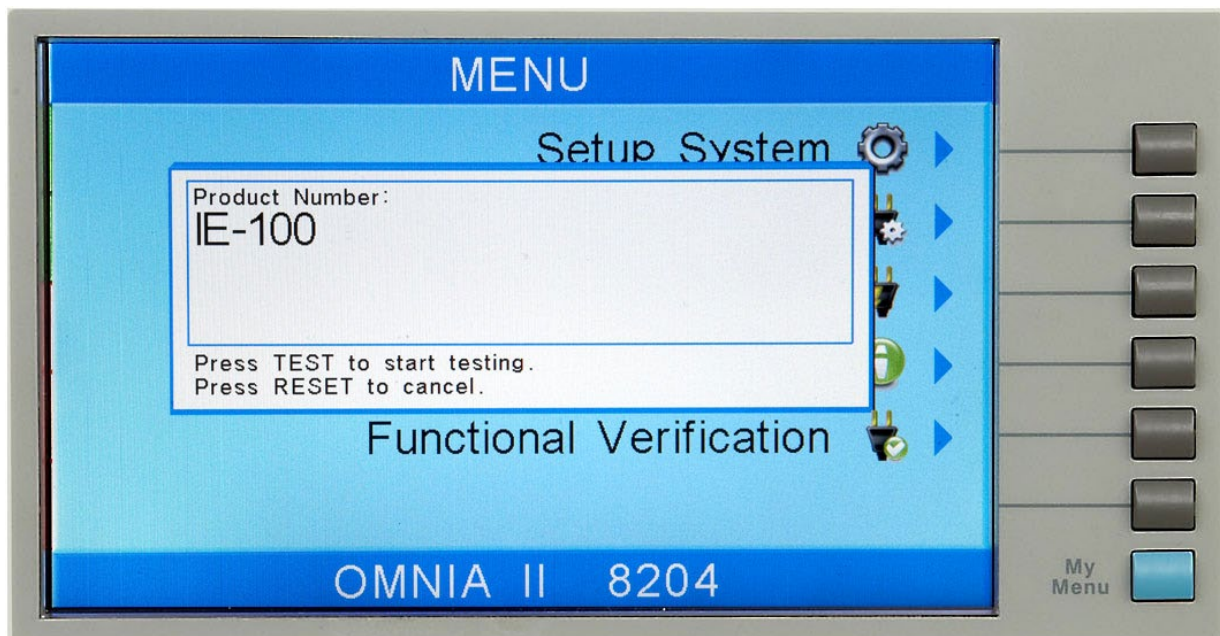 MENU
Setup System
Product Number:
IE-100
Press TEST to start testing.
Press RESET to cancel.
Functional Verification
OMNIA II 8204
My
Menu